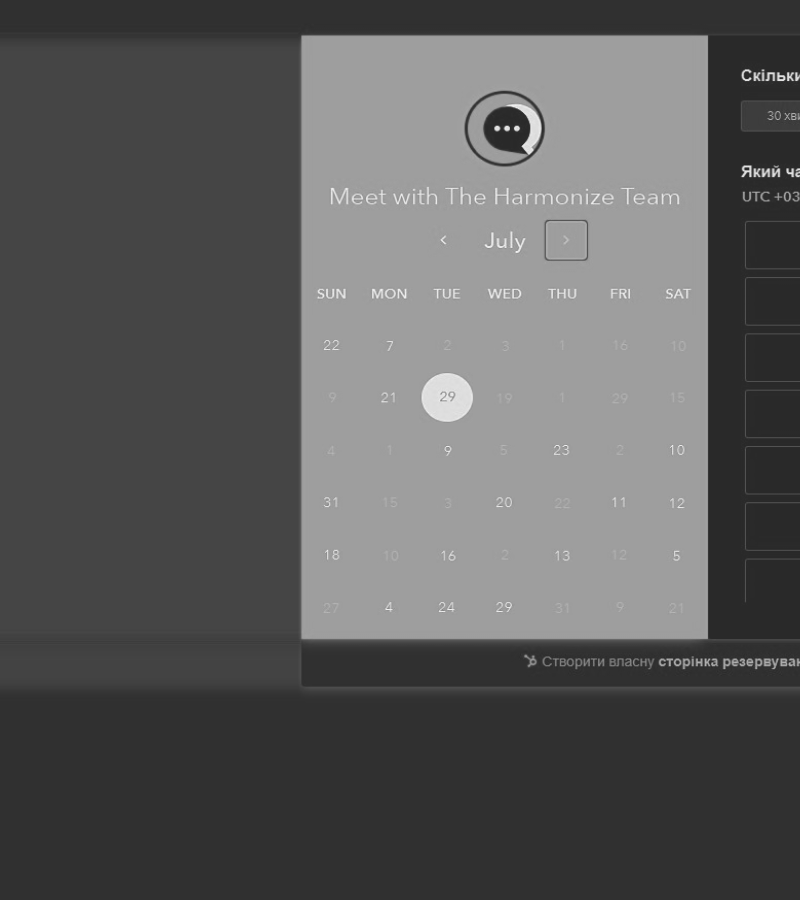 Meet with The Harmonize Team
July
SUN MON TUE WED THU FRI SAT
22 7 2 3 1 16 10
9 21 29 19 1 29 15
4 1 9 5 23 2 10
31 15 3 20 22 11 12
18 10 16 2 13 12 5
27 4 24 29 31 9 21
Скільки
30 хви
Який ча
UTC +03
Створити власну сторінка резервуван